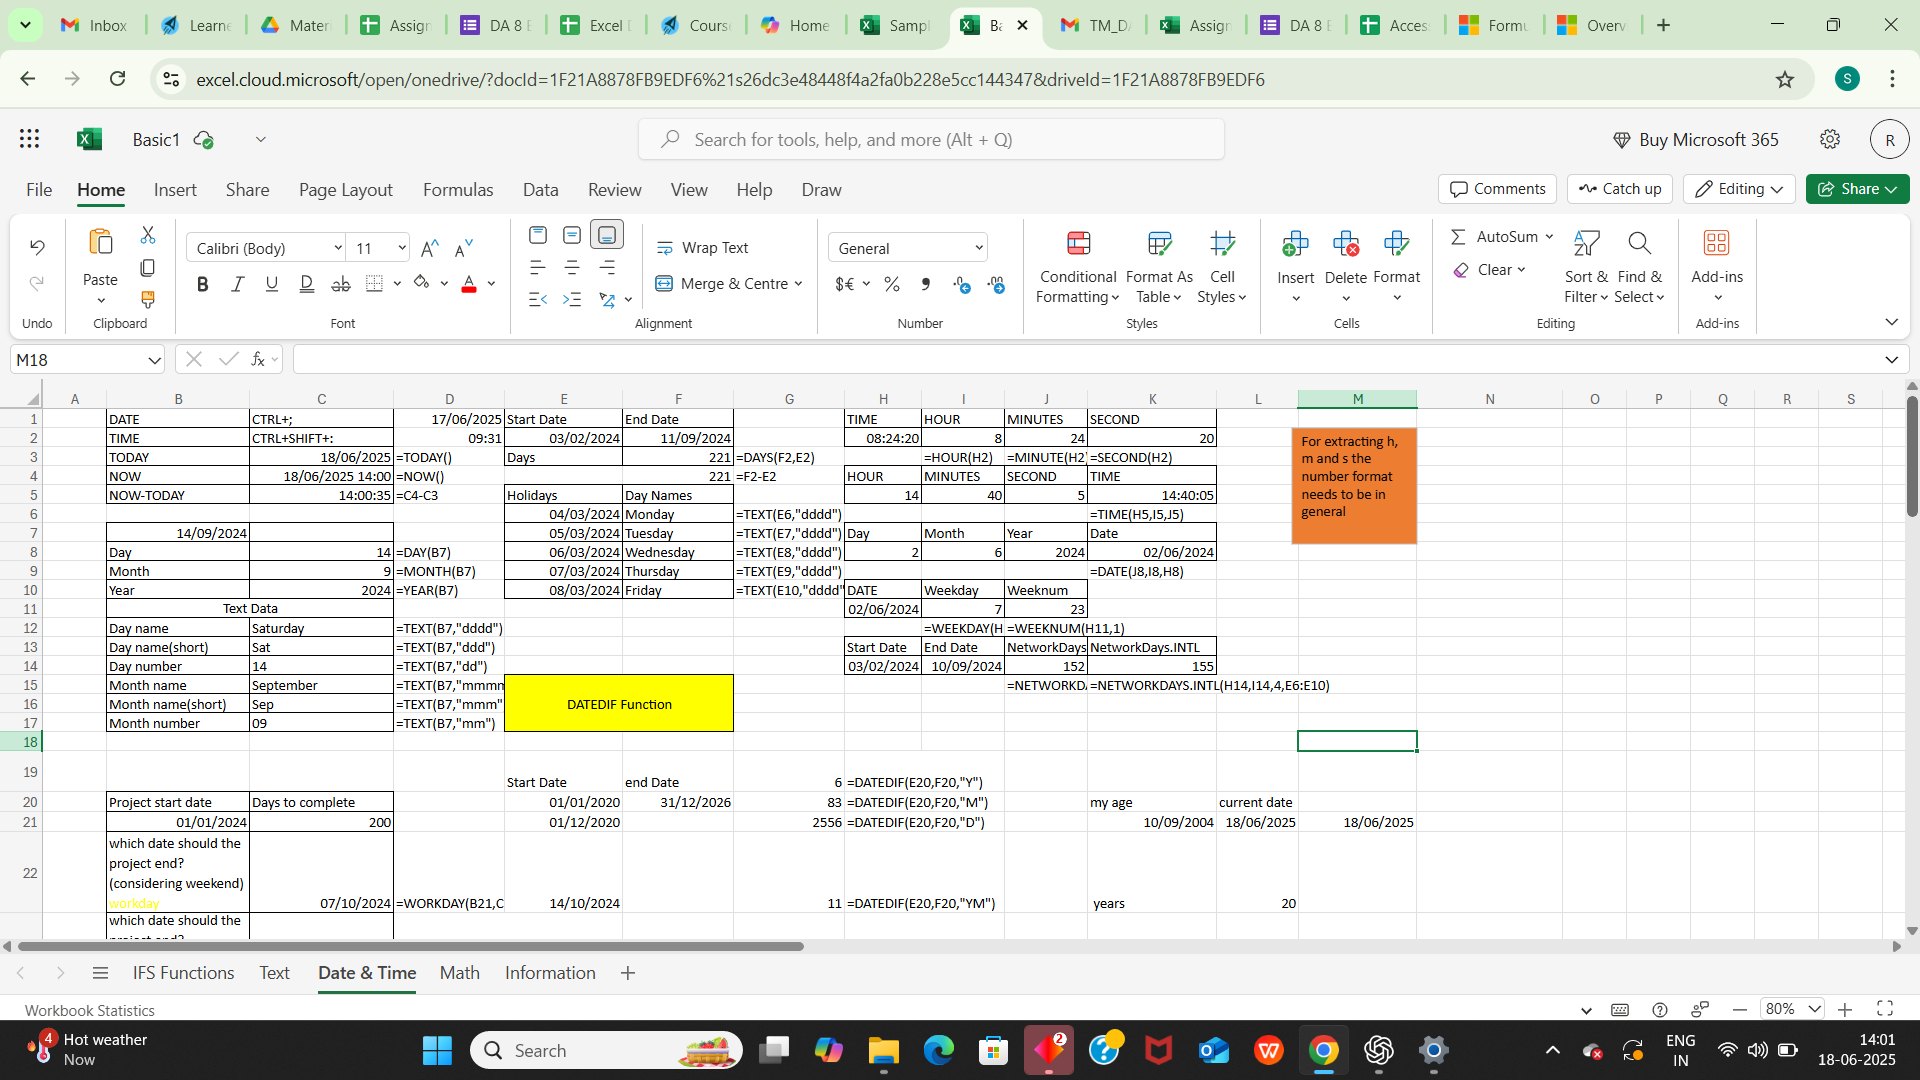 Inbox
Learne
Mater
Assign
DA 8 E
Excel
Cours
Home
Sampl
Ba
TM_D
Assign
DA 8 E
Acces
Formu
Overv
excel.cloud.microsoft/open/onedrive/?docId=1F21A8878FB9EDF6%21s26dc3e48448f4a2fa0b228e5cc144347&driveId=1F21A8878FB9EDF6
S
Basic1
Search for tools, help, and more (Alt + Q)
Buy Microsoft 365
R
File Home Insert Share Page Layout Formulas Data Review View Help Draw
Comments Catch up Editing Share
Paste
Calibri (Body) 11
Wrap Text
Merge & Centre
General
Conditional Formatting
Format As Table
Cell Styles
Insert Delete Format
AutoSum
Clear
Sort & Filter
Find & Select
Add-ins
Undo Clipboard Font Alignment Number Styles Cells Editing Add-ins
M18 fx
A B C D E F G H I J K L M N O P Q R S
1 DATE CTRL+; 17/06/2025 Start Date End Date TIME HOUR MINUTES SECOND
2 TIME CTRL+SHIFT+: 09:31 03/02/2024 11/09/2024 08:24:20 8 24 20
3 TODAY 18/06/2025 =TODAY() Days 221 =DAYS(F2,E2) =HOUR(H2) =MINUTE(H2) =SECOND(H2)
4 NOW 18/06/2025 14:00 =NOW() 221 =F2-E2 HOUR MINUTES SECOND TIME
5 NOW-TODAY 14:00:35 =C4-C3 Holidays Day Names 14 40 5 14:40:05
6 04/03/2024 Monday =TEXT(E6,"dddd") =TIME(H5,I5,J5)
7 14/09/2024 05/03/2024 Tuesday =TEXT(E7,"dddd") Day Month Year Date
8 Day 14 =DAY(B7) 06/03/2024 Wednesday =TEXT(E8,"dddd") 2 6 2024 02/06/2024
9 Month 9 =MONTH(B7) 07/03/2024 Thursday =TEXT(E9,"dddd") =DATE(J8,I8,H8)
10 Year 2024 =YEAR(B7) 08/03/2024 Friday =TEXT(E10,"dddd" DATE Weekday Weeknum
11 Text Data 02/06/2024 7 23
12 Day name Saturday =TEXT(B7,"dddd") =WEEKDAY(H =WEEKNUM(H11,1)
13 Day name(short) Sat =TEXT(B7,"ddd") Start Date End Date NetworkDays NetworkDays.INTL
14 Day number 14 =TEXT(B7,"dd") 03/02/2024 10/09/2024 152 155
15 Month name September =TEXT(B7,"mmm =NETWORKD =NETWORKDAYS.INTL(H14,I14,4,E6:E10)
16 Month name(short) Sep =TEXT(B7,"mmm" DATEDIF Function
17 Month number 09 =TEXT(B7,"mm")
18
For extracting h,
m and s the
number format
needs to be in
general
19 Start Date end Date 6 =DATEDIF(E20,F20,"Y")
20 Project start date Days to complete 01/01/2020 31/12/2026 83 =DATEDIF(E20,F20,"M") my age current date
21 01/01/2024 200 01/12/2020 2556 =DATEDIF(E20,F20,"D") 10/09/2004 18/06/2025 18/06/2025
which date should the
project end?
(considering weekend)
22 workday 07/10/2024 =WORKDAY(B21,C 14/10/2024 11 =DATEDIF(E20,F20,"YM") years 20
which date should the
project end?
IFS Functions Text Date & Time Math Information
Workbook Statistics 80%
4 Hot weather
Now
Search
2
ENG
IN
14:01
18-06-2025